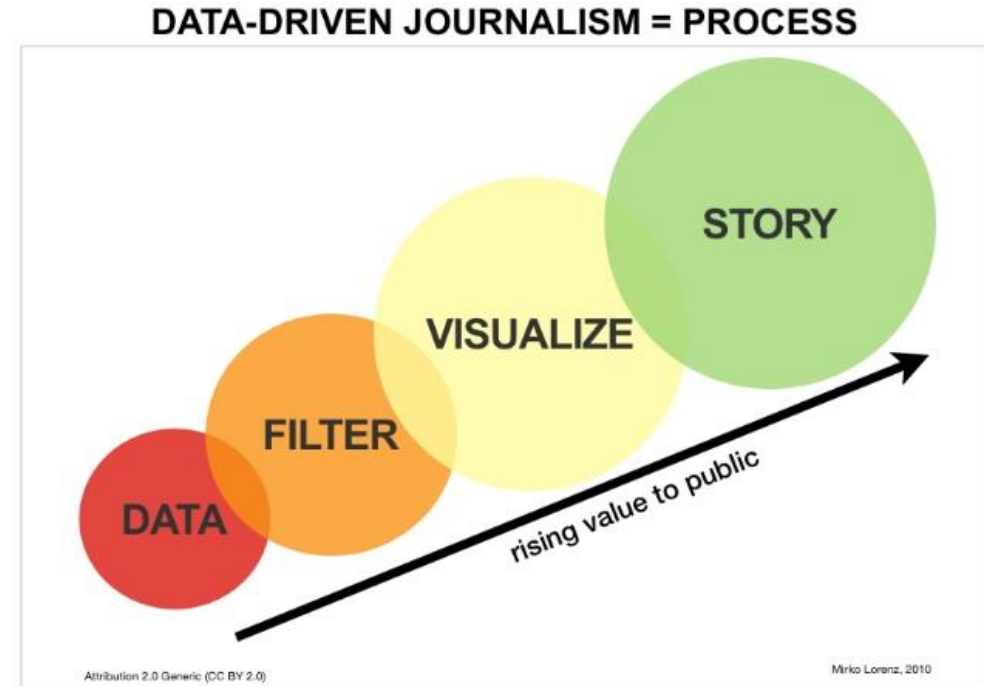 DATA-DRIVEN JOURNALISM = PROCESS
STORY
VISUALIZE
FILTER
DATA
rising value to public
Attribution 2.0 Generic (CC BY 2.0)
Mirko Lorenz, 2010